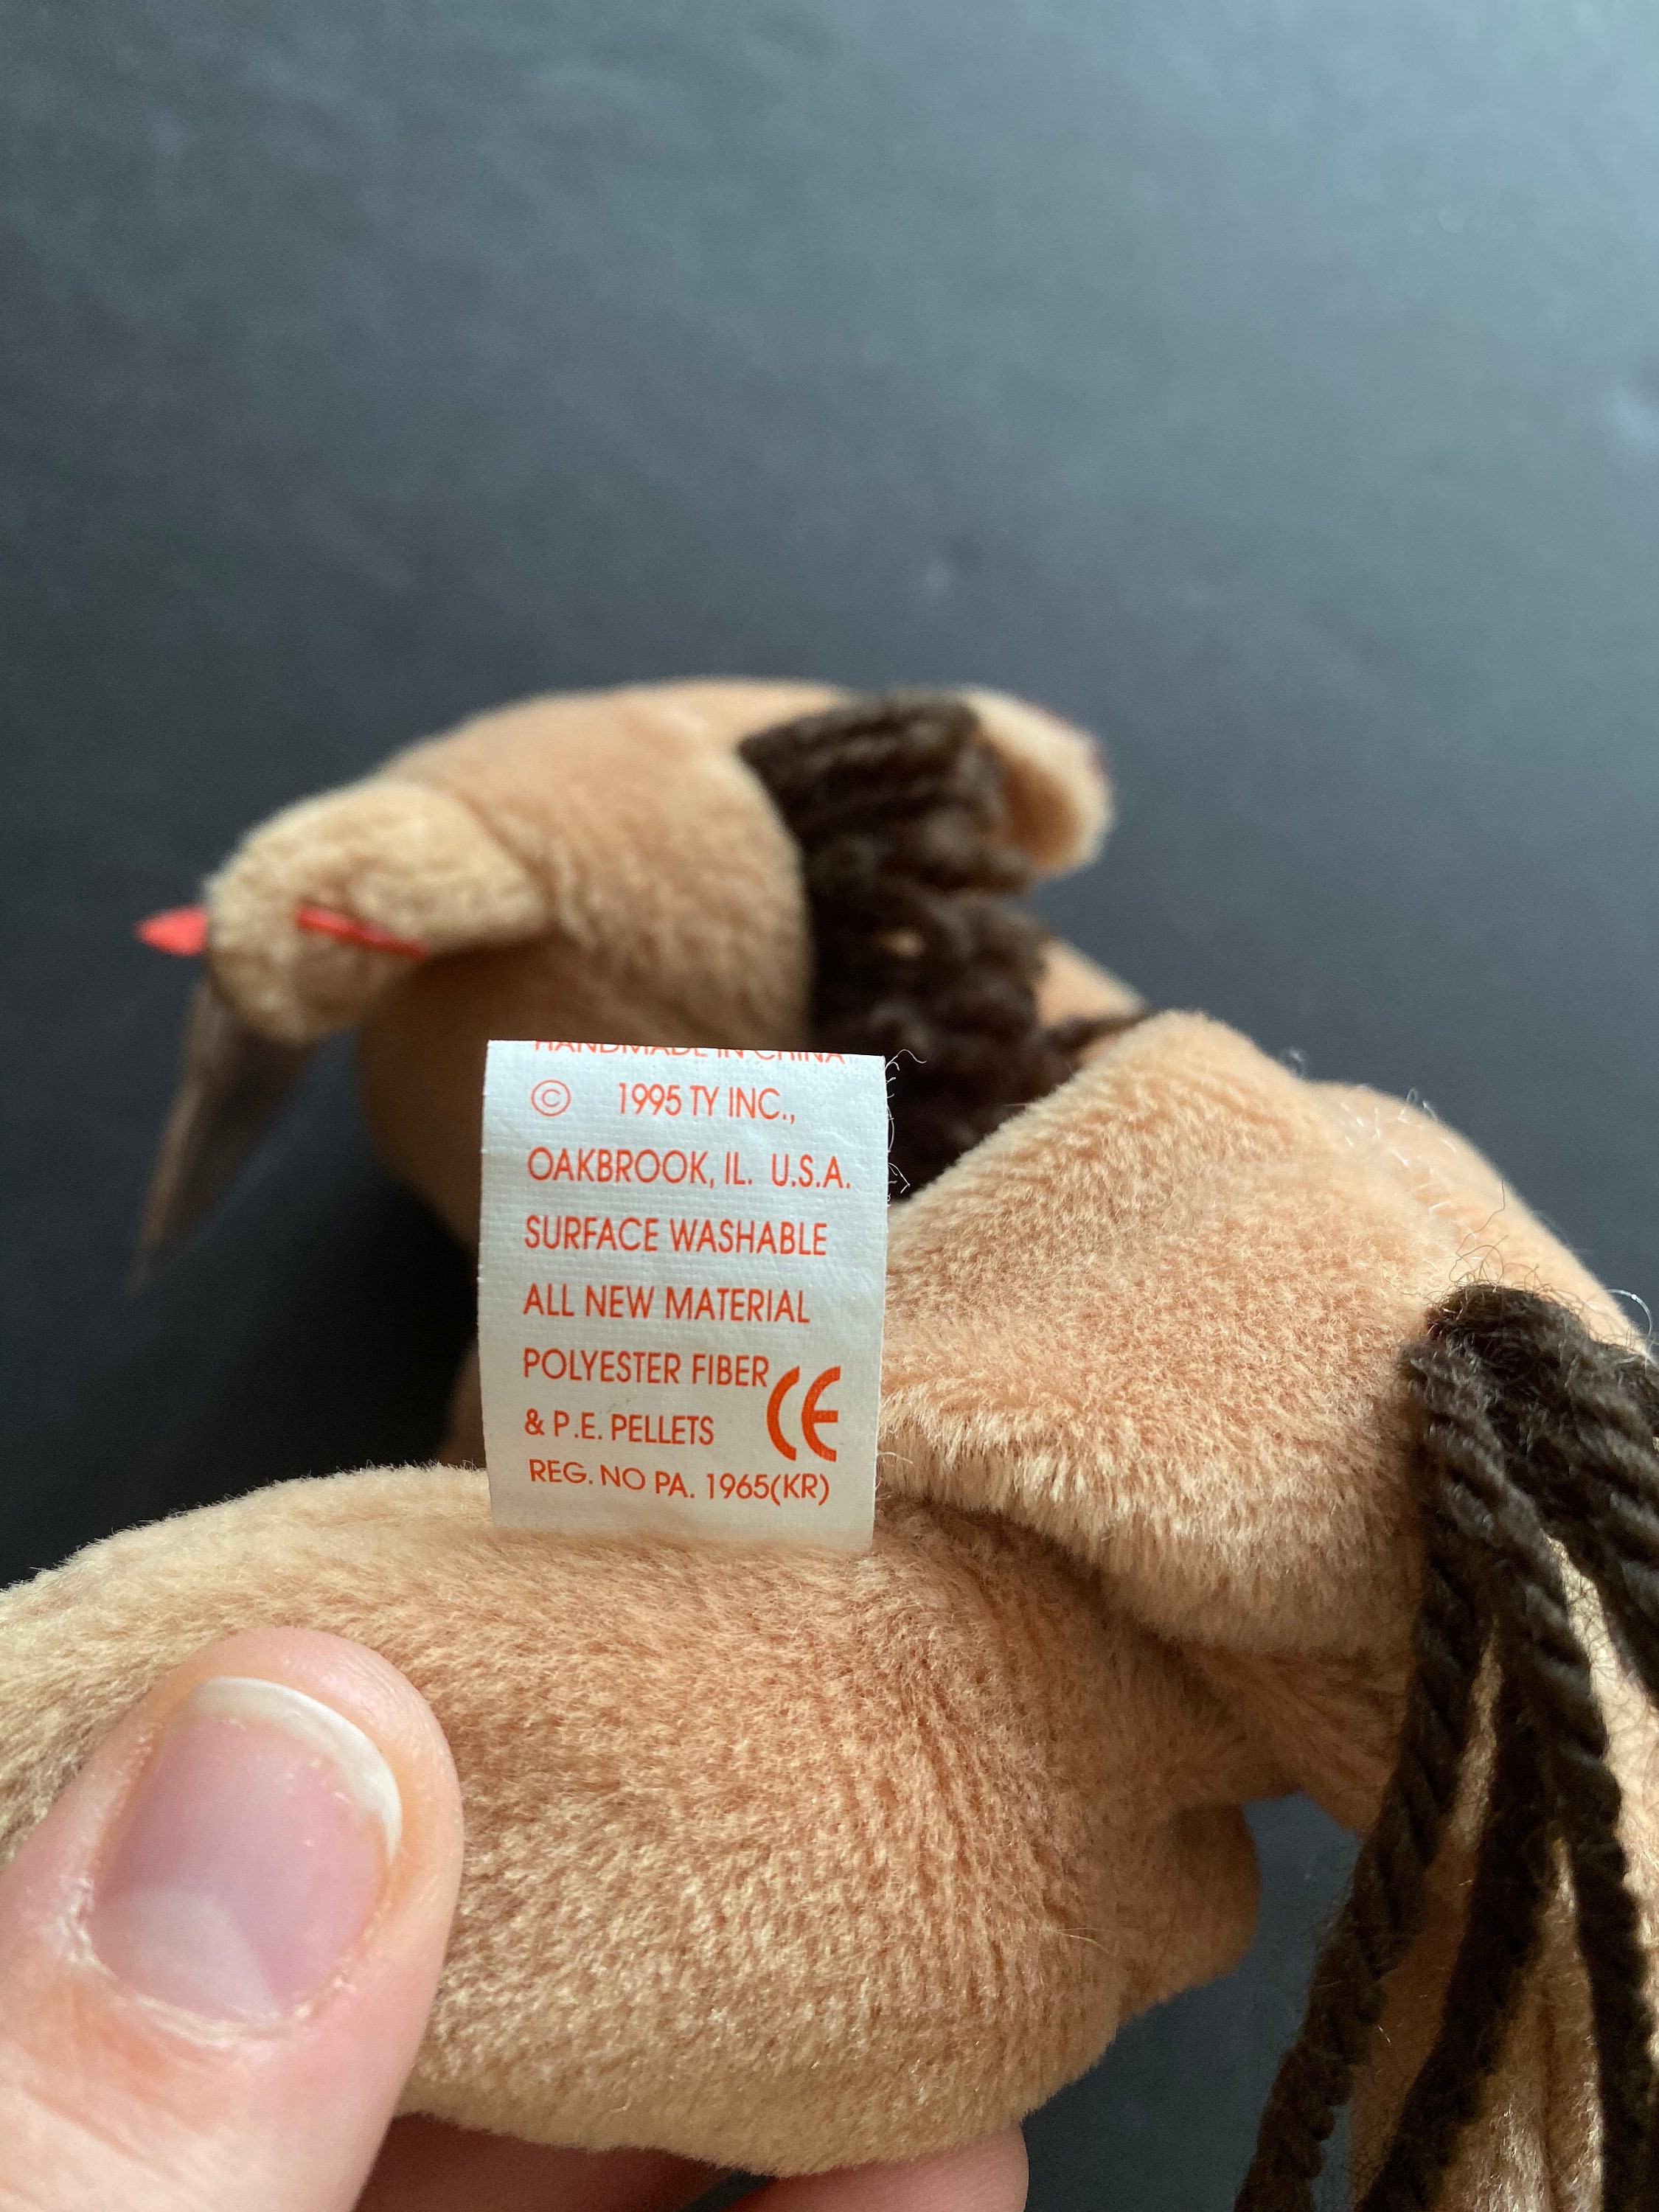 HANDMADE IN CHINA
© 1995 TY INC.,
OAKBROOK, IL. U.S.A.
SURFACE WASHABLE
ALL NEW MATERIAL
POLYESTER FIBER
& P.E. PELLETS CE
REG. NO PA. 1965(KR)